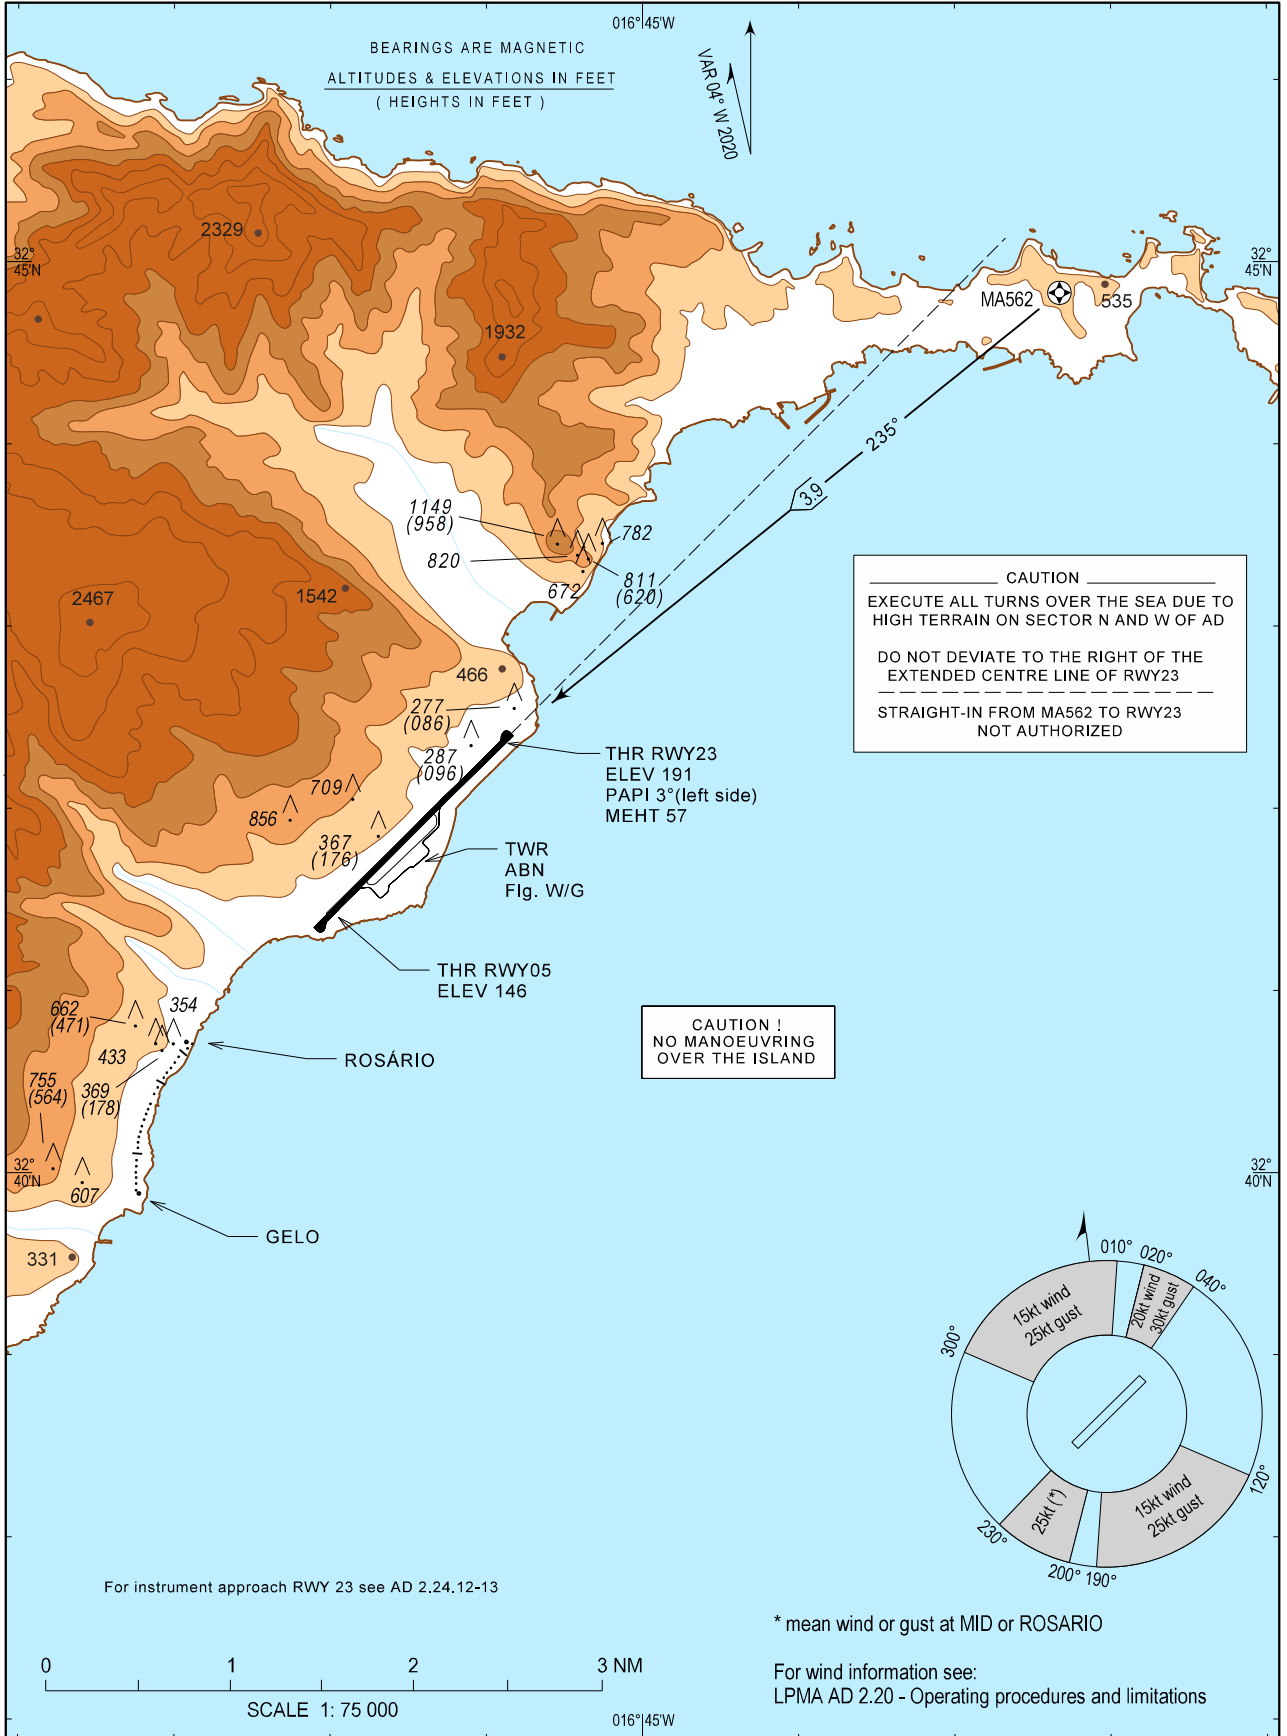 016°45'W
BEARINGS ARE MAGNETIC
ALTITUDES & ELEVATIONS IN FEET
( HEIGHTS IN FEET )
VAR 04° W 2020
2329
32°
45'N
32°
45'N
MA562
535
1932
235°
3.9
1149
(958)
782
820
811
(620)
672
2467
1542
CAUTION
EXECUTE ALL TURNS OVER THE SEA DUE TO
HIGH TERRAIN ON SECTOR N AND W OF AD
DO NOT DEVIATE TO THE RIGHT OF THE
EXTENDED CENTRE LINE OF RWY23
STRAIGHT-IN FROM MA562 TO RWY23
NOT AUTHORIZED
466
277
(086)
287
(096)
THR RWY23
ELEV 191
PAPI 3°(left side)
MEHT 57
709
856
367
(176)
TWR
ABN
Flg. W/G
THR RWY05
ELEV 146
662
(471)
354
433
ROSÁRIO
CAUTION !
NO MANOEUVRING
OVER THE ISLAND
755
(564)
369
(178)
32°
40'N
32°
40'N
607
GELO
331
010°
020°
040°
15kt wind
25kt gust
20kt wind
30kt gust
300°
120°
15kt wind
25kt gust
25kt (*)
230°
200°
190°
For instrument approach RWY 23 see AD 2.24.12-13
* mean wind or gust at MID or ROSARIO
0 1 2 3 NM
SCALE 1: 75 000
For wind information see:
LPMA AD 2.20 - Operating procedures and limitations
016°45'W